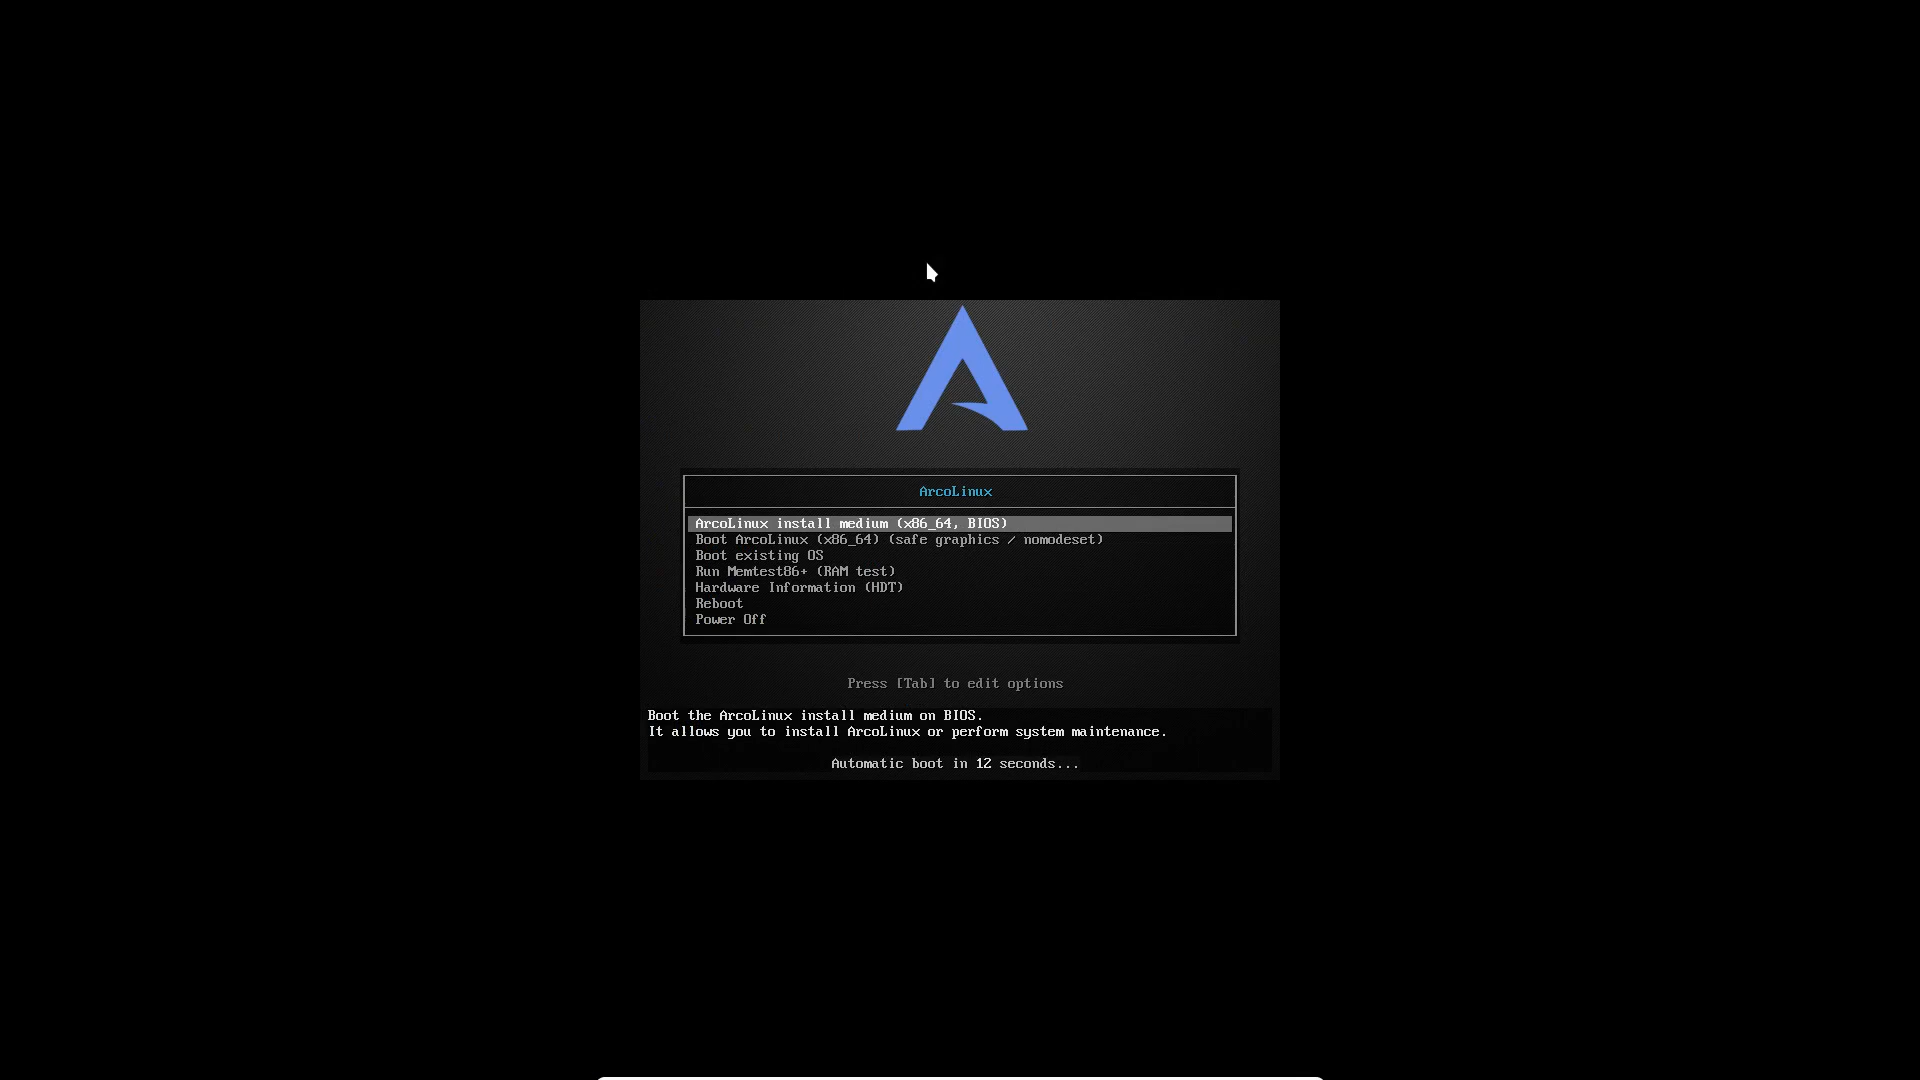 ArcoLinux
ArcoLinux install medium (x86_64, BIOS)
Boot ArcoLinux (x86_64) (safe graphics / nomodeset)
Boot existing OS
Run Memtest86+ (RAM test)
Hardware Information (HDT)
Reboot
Power Off
Press [Tab] to edit options
Boot the ArcoLinux install medium on BIOS.
It allows you to install ArcoLinux or perform system maintenance.
Automatic boot in 12 seconds...